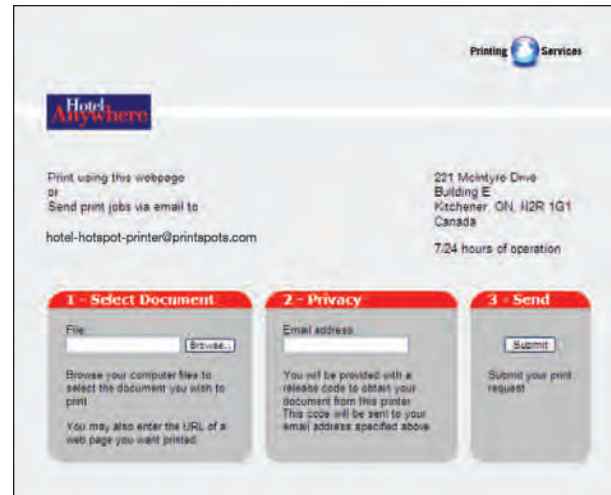 Printing Services
Hotel
Anywhere
Print using this webpage
or
Send print jobs via email to
hotel-hotspot-printer@printspots.com
221 McIntyre Drive
Building E
Kitchener, ON, N2R 1G1
Canada
7/24 hours of operation
1 - Select Document
File
Browse...
Browse your computer files to
select the document you wish to
print
You may also enter the URL of a
web page you want printed
2 - Privacy
Email address
You will be provided with a
release code to obtain your
document from this printer
This code will be sent to your
email address specified above
3 - Send
Submit
Submit your print
request